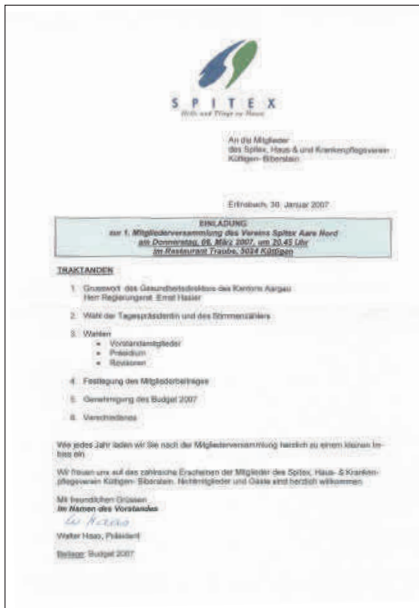 SPITEX
Hilfe und Pflege zu Hause
An die Mitglieder
des Spitex, Haus-& und Krankenpflegeverein
Küttigen- Biberstein
Erlinsbach, 30. Januar 2007
EINLADUNG
zur 1. Mitgliederversammlung des Vereins Spitex Aare Nord
am Donnerstag, 08. März 2007, um 20.45 Uhr
im Restaurant Traube, 5024 Küttigen
TRAKTANDEN
1. Grusswort des Gesundheitsdirektors des Kantons Aargau
Herr Regierungsrat Ernst Hasler
2. Wahl der Tagespräsidentin und des Stimmenzählers
3. Wahlen
• Vorstandsmitglieder
• Präsidium
• Revisoren
4. Festlegung des Mitgliederbeitrages
5. Genehmigung des Budget 2007
6. Verschiedenes
Wie jedes Jahr laden wir Sie nach der Mitgliederversammlung herzlich zu einem kleinen Im-
biss ein.
Wir freuen uns auf das zahlreiche Erscheinen der Mitglieder des Spitex, Haus- & Kranken-
pflegeverein Küttigen- Biberstein. Nichtmitglieder und Gäste sind herzlich willkommen.
Mit freundlichen Grüssen
Im Namen des Vorstandes
Walter Haas, Präsident
Beilage: Budget 2007